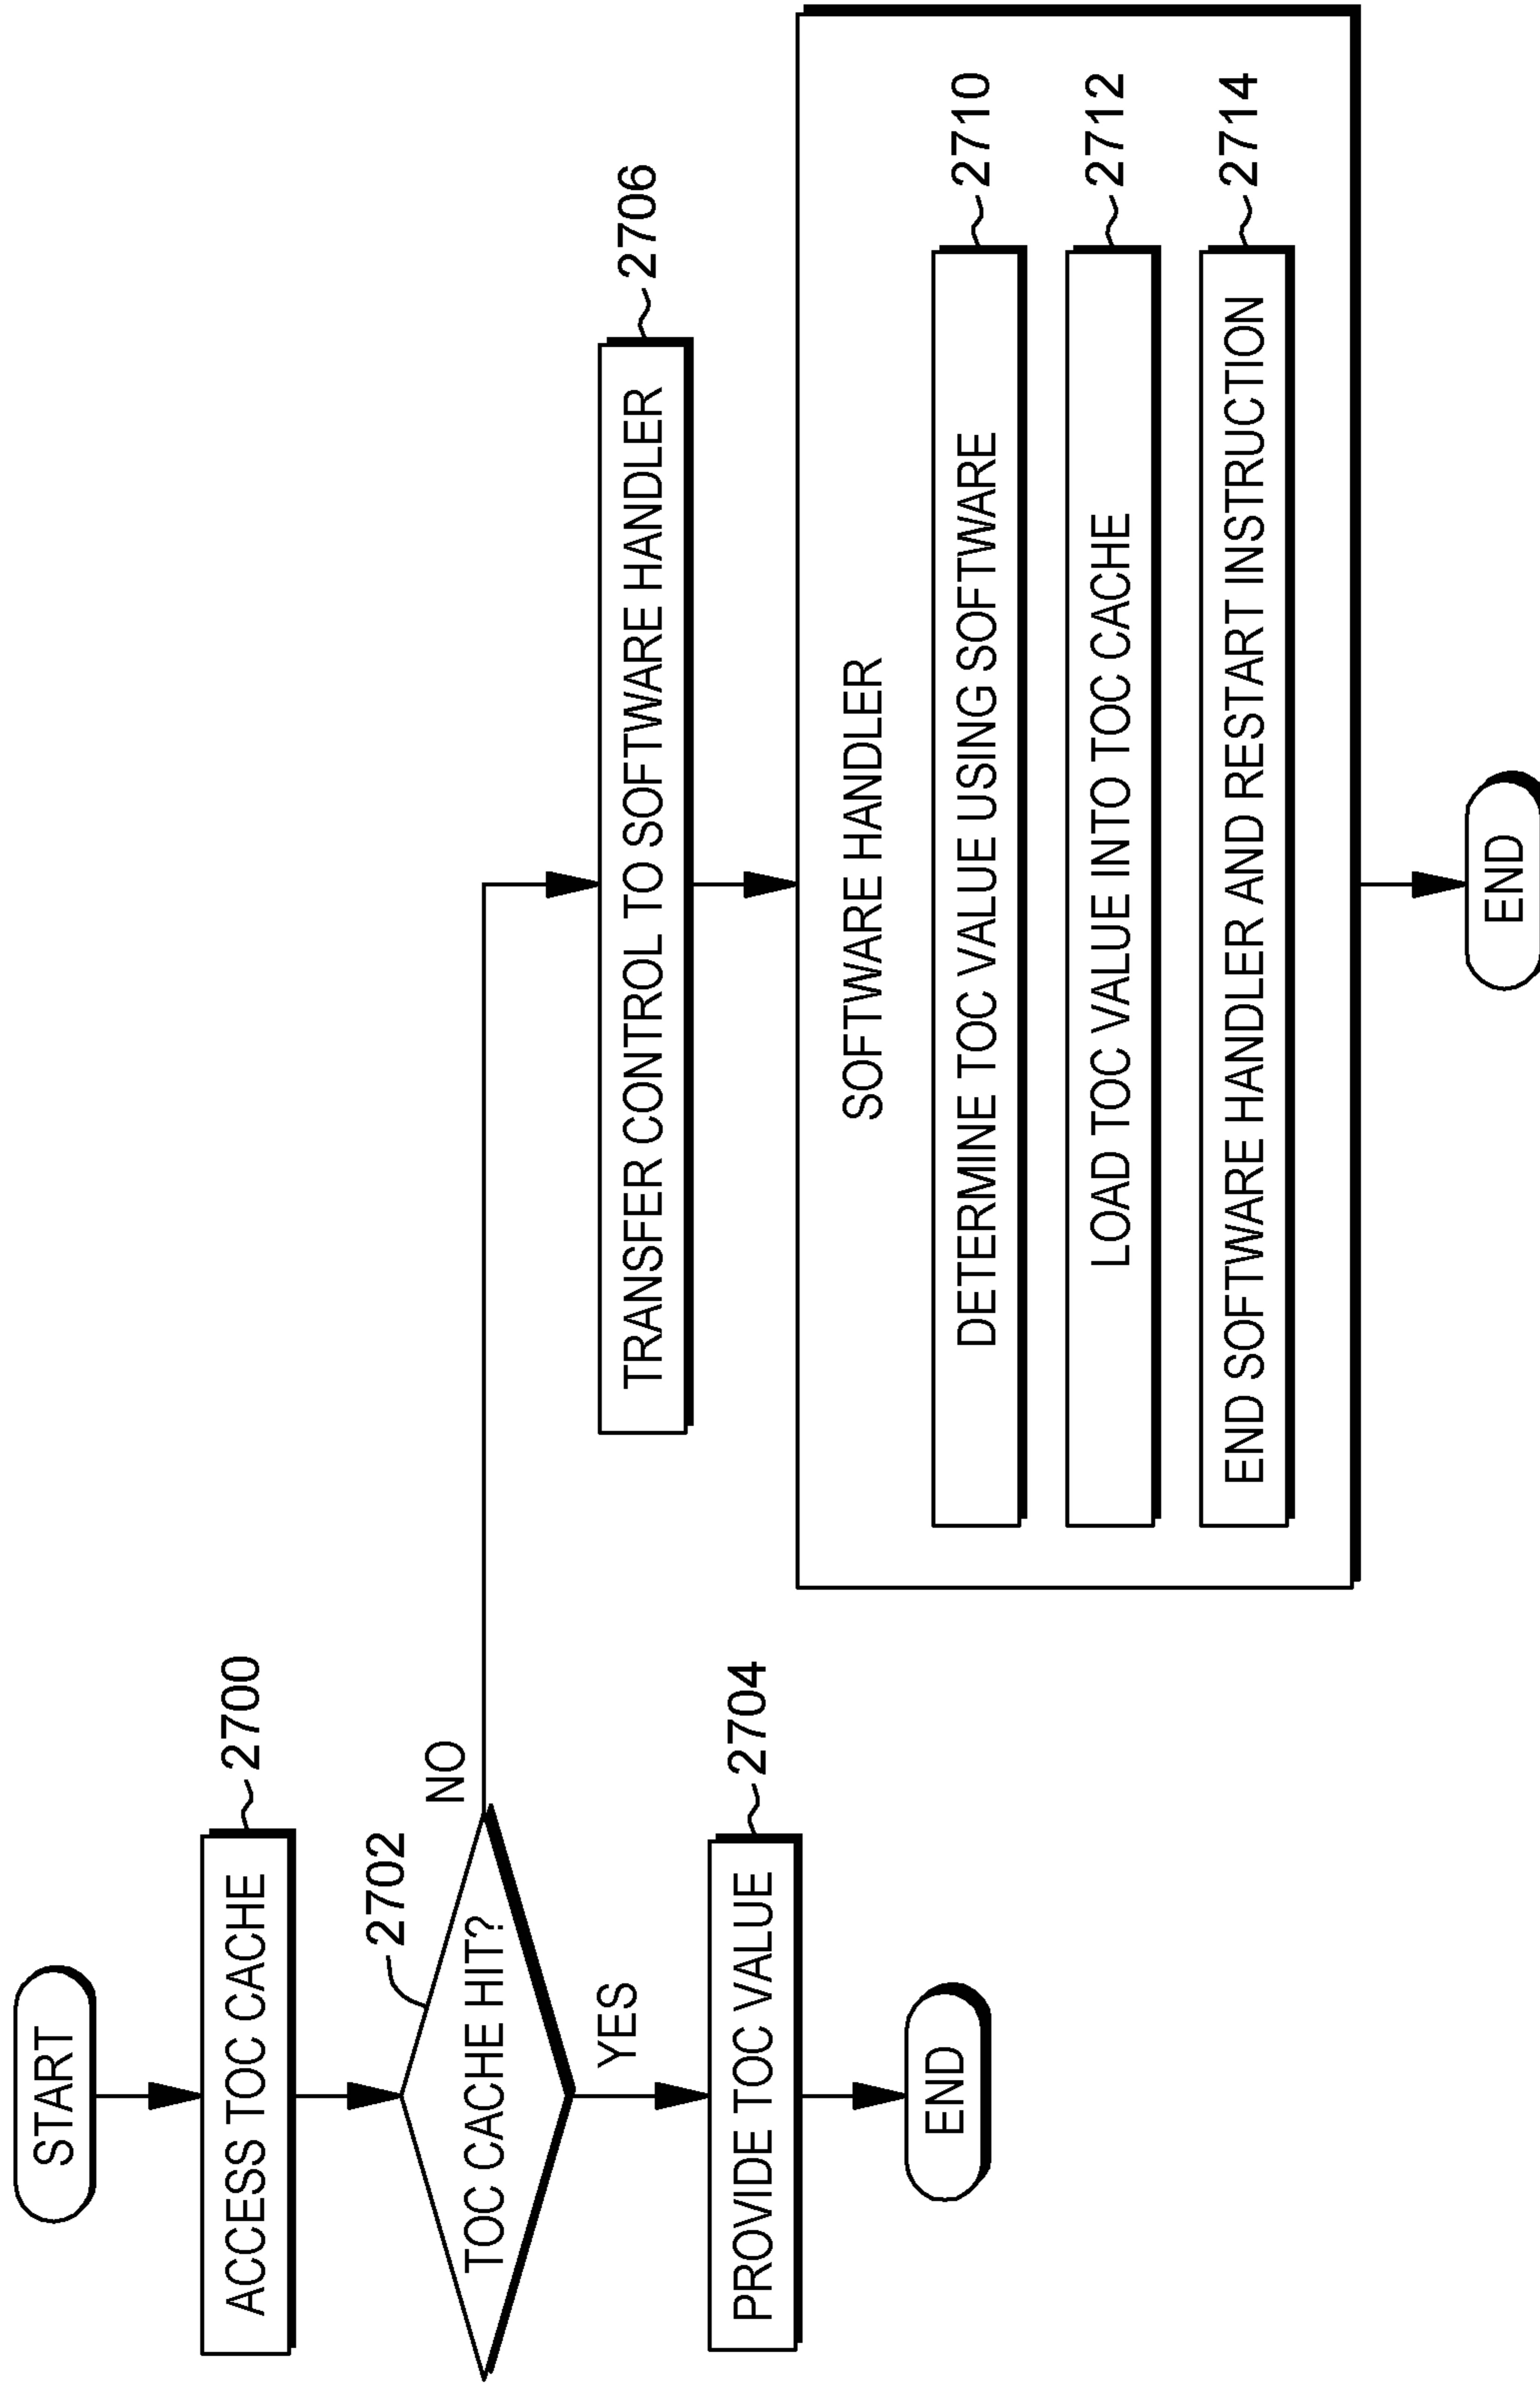 START
ACCESS TOC CACHE
2700
TOC CACHE HIT?
2702
NO
YES
PROVIDE TOC VALUE
2704
END
TRANSFER CONTROL TO SOFTWARE HANDLER
2706
SOFTWARE HANDLER
DETERMINE TOC VALUE USING SOFTWARE
2710
LOAD TOC VALUE INTO TOC CACHE
2712
END SOFTWARE HANDLER AND RESTART INSTRUCTION
2714
END